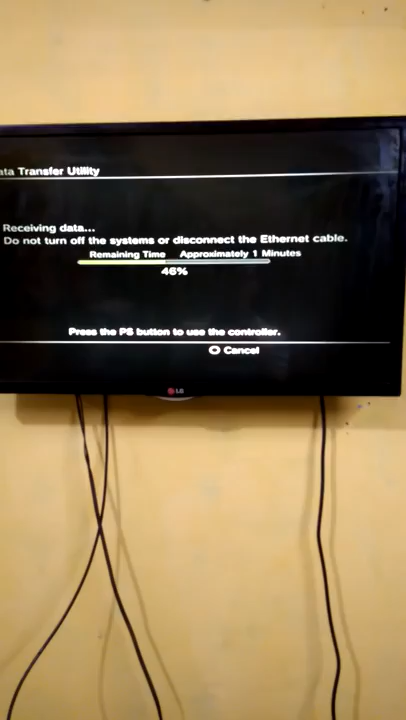 ata Transfer Utility
Receiving data...
Do not turn off the systems or disconnect the Ethernet cable.
Remaining Time Approximately 1 Minutes
46%
Press the PS button to use the controller.
Cancel
LG